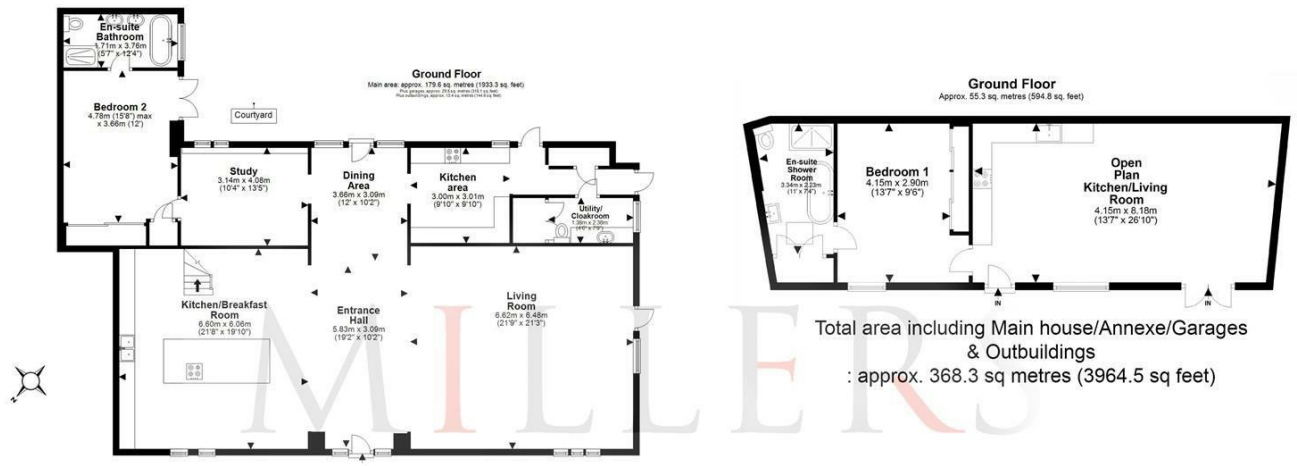 En-suite
Bathroom
1.71m x 3.76m
(5'7" x 12'4")
Bedroom 2
4.78m (15'8") max
x 3.66m (12')
Ground Floor
Main area: approx. 179.6 sq. metres (1933.3 sq. feet)
Courtyard
Study
3.14m x 4.08m
(10'4" x 13'5")
Dining
Area
3.66m x 3.09m
(12' x 10'2")
Kitchen
area
3.00m x 3.01m
(9'10" x 9'10")
Utility/
Cloakroom
Kitchen/Breakfast
Room
6.60m x 6.06m
(21'8" x 19'10")
Entrance
Hall
5.83m x 3.09m
(19'2" x 10'2")
Living
Room
6.62m x 6.48m
(21'9" x 21'3")
N
Ground Floor
Approx. 55.3 sq. metres (594.8 sq. feet)
En-suite
Shower
Room
3.34m x 2.23m
(11' x 7'4")
Bedroom 1
4.15m x 2.90m
(13'7" x 9'6")
Open
Plan
Kitchen/Living
Room
4.15m x 8.18m
(13'7" x 26'10")
IN
IN
Total area including Main house/Annexe/Garages
& Outbuildings
: approx. 368.3 sq metres (3964.5 sq feet)
MILLERS